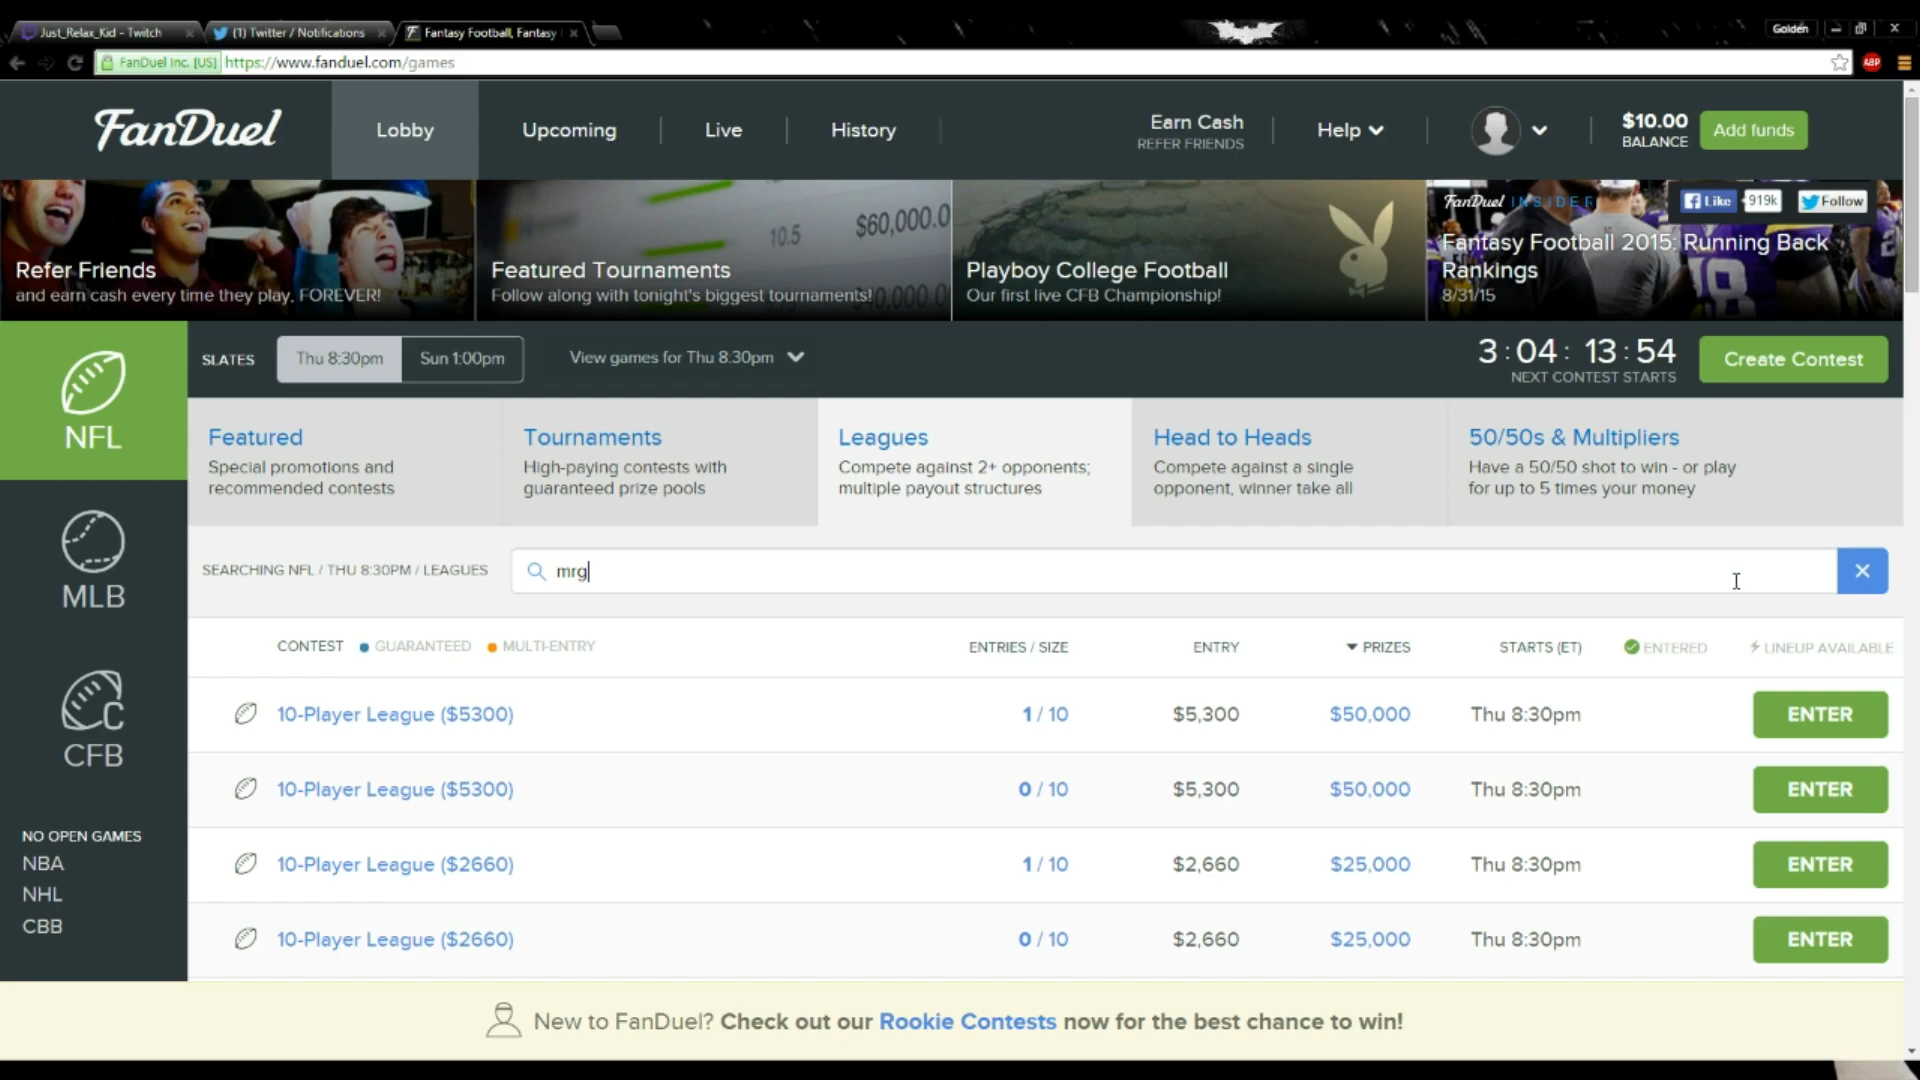 Just_Relax_Kid - Twitch
(1) Twitter / Notifications
Fantasy Football, Fantasy
Golden
FanDuel Inc. [US]
https://www.fanduel.com/games
ABP
FanDuel
Lobby
Upcoming
Live
History
Earn Cash
REFER FRIENDS
Help
$10.00
BALANCE
Add funds
Refer Friends
and earn cash every time they play, FOREVER!
10.5
$60,000.0
Featured Tournaments
Follow along with tonight's biggest tournaments!
Playboy College Football
Our first live CFB Championship!
FanDuel INSIDER
Like
919k
Follow
Fantasy Football 2015: Running Back
Rankings
8/31/15
NFL
SLATES
Thu 8:30pm
Sun 1:00pm
View games for Thu 8:30pm
3:04:13:54
NEXT CONTEST STARTS
Create Contest
Featured
Special promotions and
recommended contests
Tournaments
High-paying contests with
guaranteed prize pools
Leagues
Compete against 2+ opponents;
multiple payout structures
Head to Heads
Compete against a single
opponent, winner take all
50/50s & Multipliers
Have a 50/50 shot to win - or play
for up to 5 times your money
MLB
SEARCHING NFL / THU 8:30PM / LEAGUES
mrg
CONTEST GUARANTEED MULTI-ENTRY ENTRIES / SIZE ENTRY PRIZES STARTS (ET) ENTERED LINEUP AVAILABLE
10-Player League ($5300) 1 / 10 $5,300 $50,000 Thu 8:30pm ENTER
10-Player League ($5300) 0 / 10 $5,300 $50,000 Thu 8:30pm ENTER
10-Player League ($2660) 1 / 10 $2,660 $25,000 Thu 8:30pm ENTER
10-Player League ($2660) 0 / 10 $2,660 $25,000 Thu 8:30pm ENTER
C
CFB
NO OPEN GAMES
NBA
NHL
CBB
New to FanDuel? Check out our Rookie Contests now for the best chance to win!